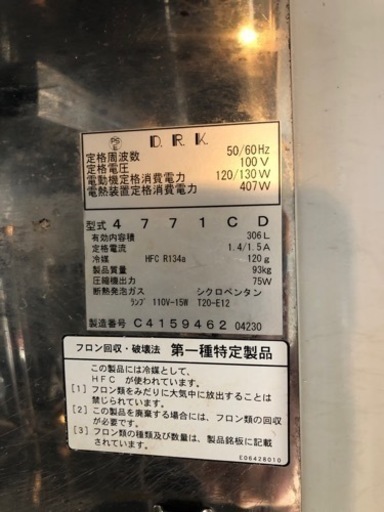 D.R.K.
定格周波数 50/60Hz
定格電圧 100V
電動機定格消費電力 120/130W
電熱装置定格消費電力 407W
型式 4771CD
有効内容積 306L
定格電流 1.4/1.5A
冷媒 HFC R134a 120g
製品質量 93kg
圧縮機出力 75W
断熱発泡ガス シクロペンタン
ランプ 110V-15W T20-E12
製造番号 C4159462 04230
フロン回収・破壊法 第一種特定製品
この製品には冷媒として、
HFC が使われています。
[1] フロン類をみだりに大気中に放出することは
禁じられています。
[2] この製品を廃棄する場合には、フロン類の回収
が必要です。
[3] フロン類の種類及び数量は、製品銘板に記載
されています。
E06428010